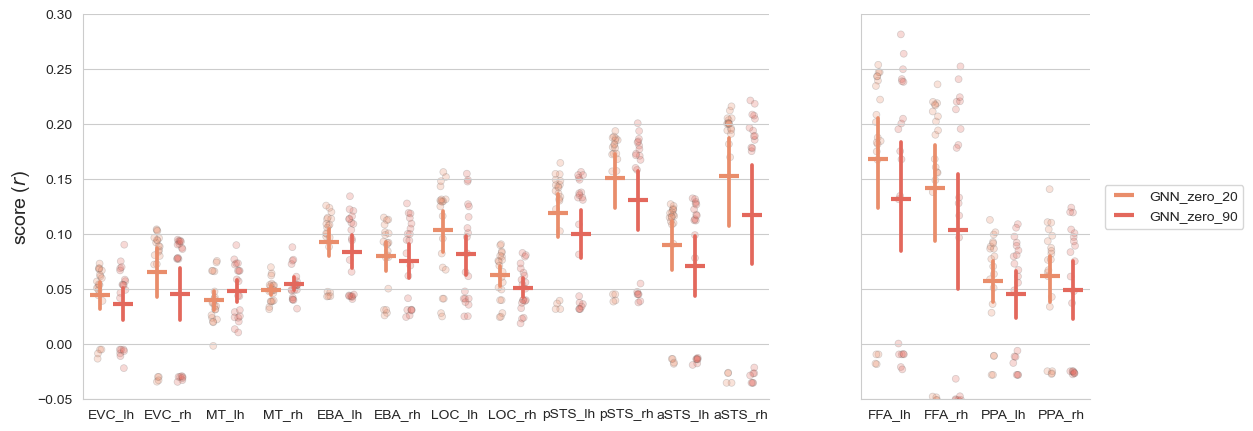 score (r)
0.30
0.25
0.20
0.15
0.10
0.05
0.00
−0.05
EVC_lh EVC_rh MT_lh MT_rh EBA_lh EBA_rh LOC_lh LOC_rh pSTS_lh pSTS_rh aSTS_lh aSTS_rh
FFA_lh FFA_rh PPA_lh PPA_rh
GNN_zero_20
GNN_zero_90